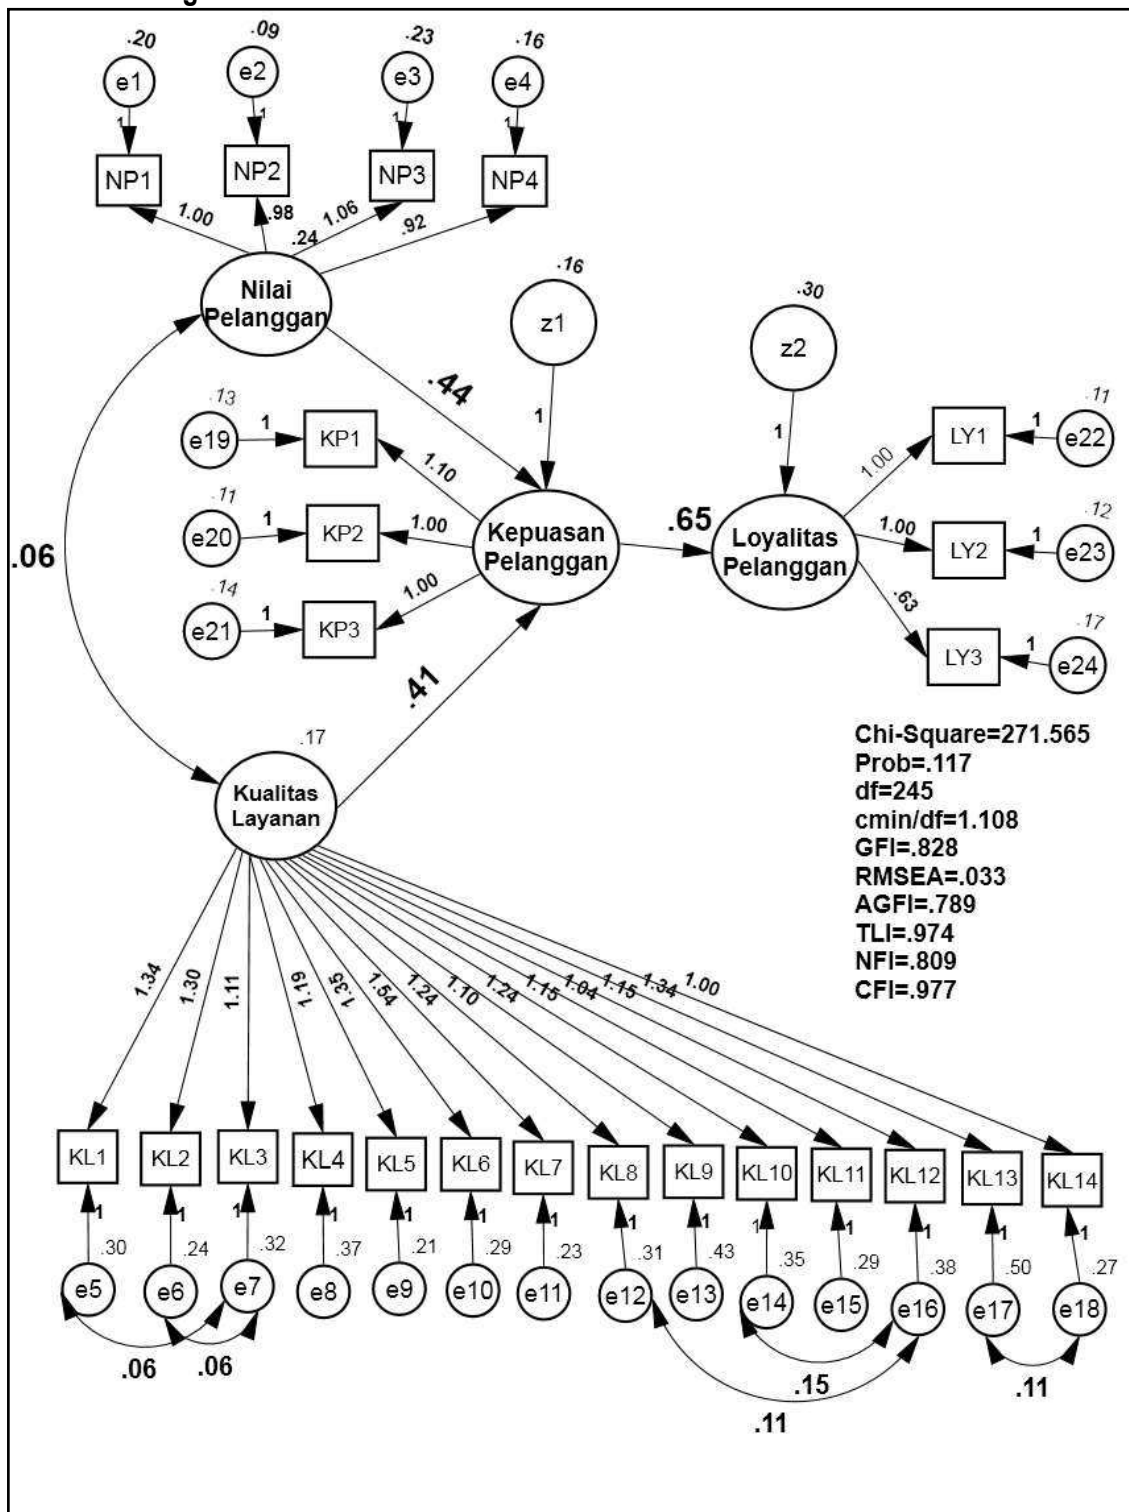 .20
.09
.23
.16
e1
e2
e3
e4
1
1
1
1
NP1
NP2
NP3
NP4
1.00
.98
1.06
.92
.24
Nilai
Pelanggan
.16
z1
.30
z2
.44
1
1
.13
e19
1
KP1
1.10
.11
e20
1
KP2
1.00
.14
e21
1
KP3
1.00
Kepuasan
Pelanggan
.65
Loyalitas
Pelanggan
1.00
LY1
1
.11
e22
1.00
LY2
1
.12
e23
.63
LY3
1
.17
e24
.06
.41
.17
Kualitas
Layanan
Chi-Square=271.565
Prob=.117
df=245
cmin/df=1.108
GFI=.828
RMSEA=.033
AGFI=.789
TLI=.974
NFI=.809
CFI=.977
1.34
1.30
1.11
1.19
1.35
1.54
1.24
1.10
1.24
1.15
1.04
1.15
1.34
1.00
KL1
KL2
KL3
KL4
KL5
KL6
KL7
KL8
KL9
KL10
KL11
KL12
KL13
KL14
1
1
1
1
1
1
1
1
1
1
1
1
1
1
.30
.24
.32
.37
.21
.29
.23
.31
.43
.35
.29
.38
.50
.27
e5
e6
e7
e8
e9
e10
e11
e12
e13
e14
e15
e16
e17
e18
.06
.06
.15
.11
.11